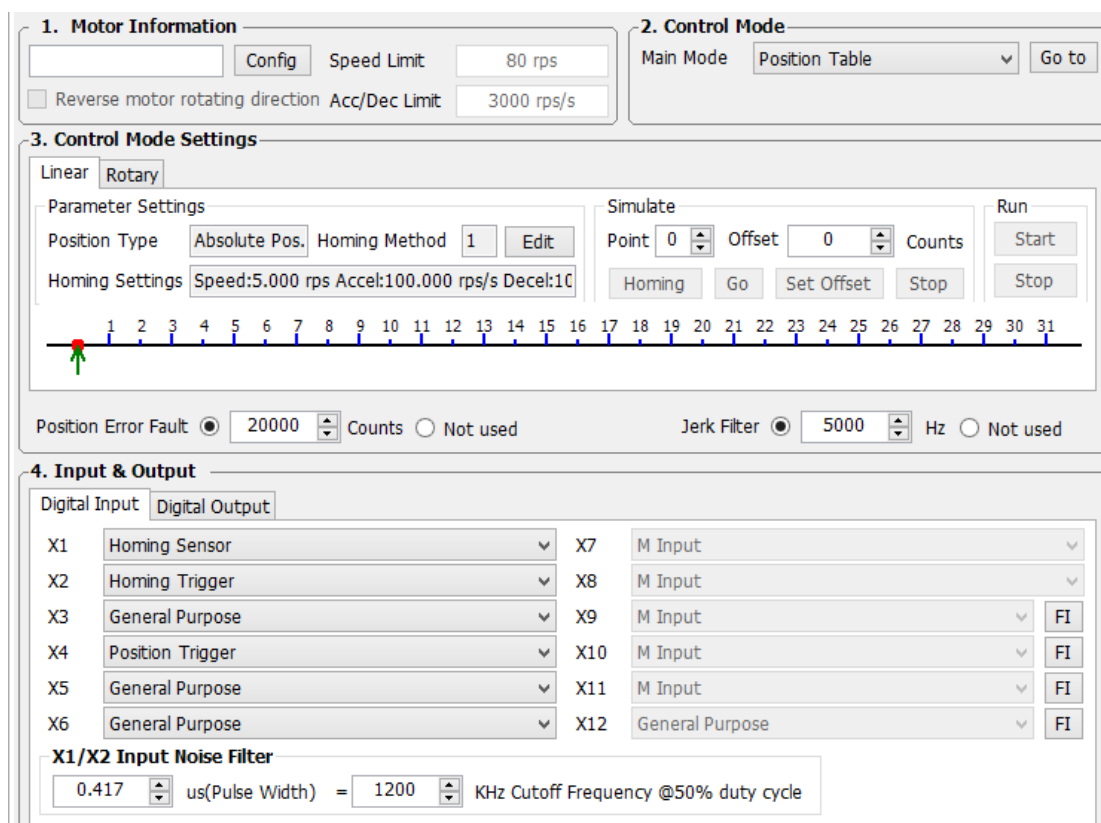 1. Motor Information
Config Speed Limit 80 rps
Reverse motor rotating direction Acc/Dec Limit 3000 rps/s
2. Control Mode
Main Mode Position Table Go to
3. Control Mode Settings
Linear Rotary
Parameter Settings
Position Type Absolute Pos. Homing Method 1 Edit
Homing Settings Speed:5.000 rps Accel:100.000 rps/s Decel:10
Simulate
Point 0 Offset 0 Counts
Homing Go Set Offset Stop
Run
Start
Stop
1 2 3 4 5 6 7 8 9 10 11 12 13 14 15 16 17 18 19 20 21 22 23 24 25 26 27 28 29 30 31
Position Error Fault 20000 Counts Not used Jerk Filter 5000 Hz Not used
4. Input & Output
Digital Input Digital Output
X1 Homing Sensor X7 M Input
X2 Homing Trigger X8 M Input
X3 General Purpose X9 M Input FI
X4 Position Trigger X10 M Input FI
X5 General Purpose X11 M Input FI
X6 General Purpose X12 General Purpose FI
X1/X2 Input Noise Filter
0.417 us(Pulse Width) = 1200 KHz Cutoff Frequency @50% duty cycle